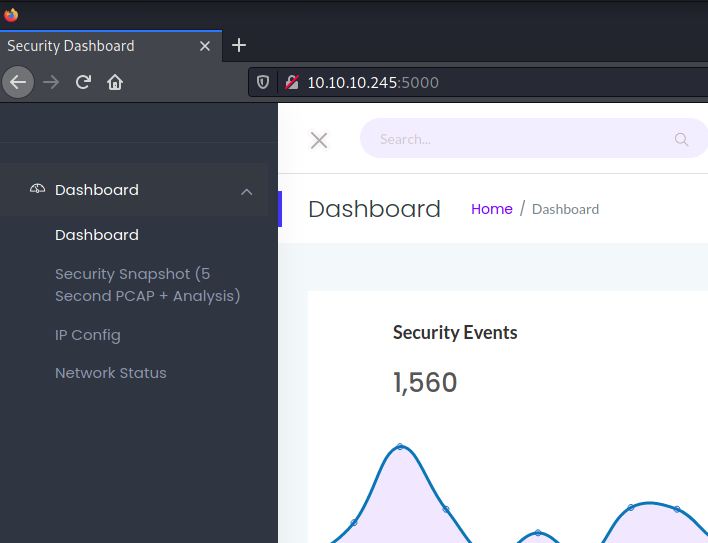 Security Dashboard
10.10.10.245:5000
Search...
Dashboard
Dashboard
Home / Dashboard
Dashboard
Security Snapshot (5
Second PCAP + Analysis)
IP Config
Network Status
Security Events
1,560